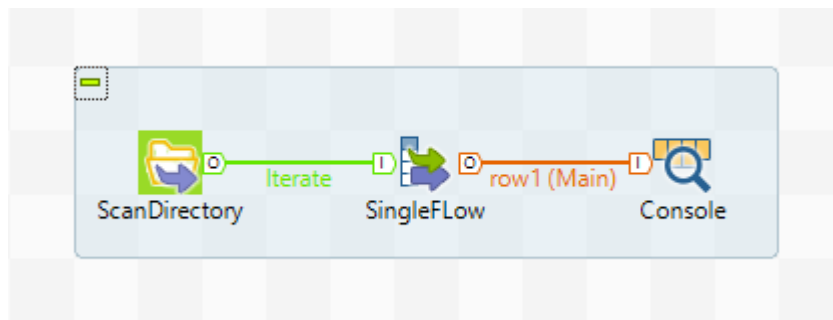 O
Iterate
I
O
row1 (Main)
I
ScanDirectory
SingleFLow
Console